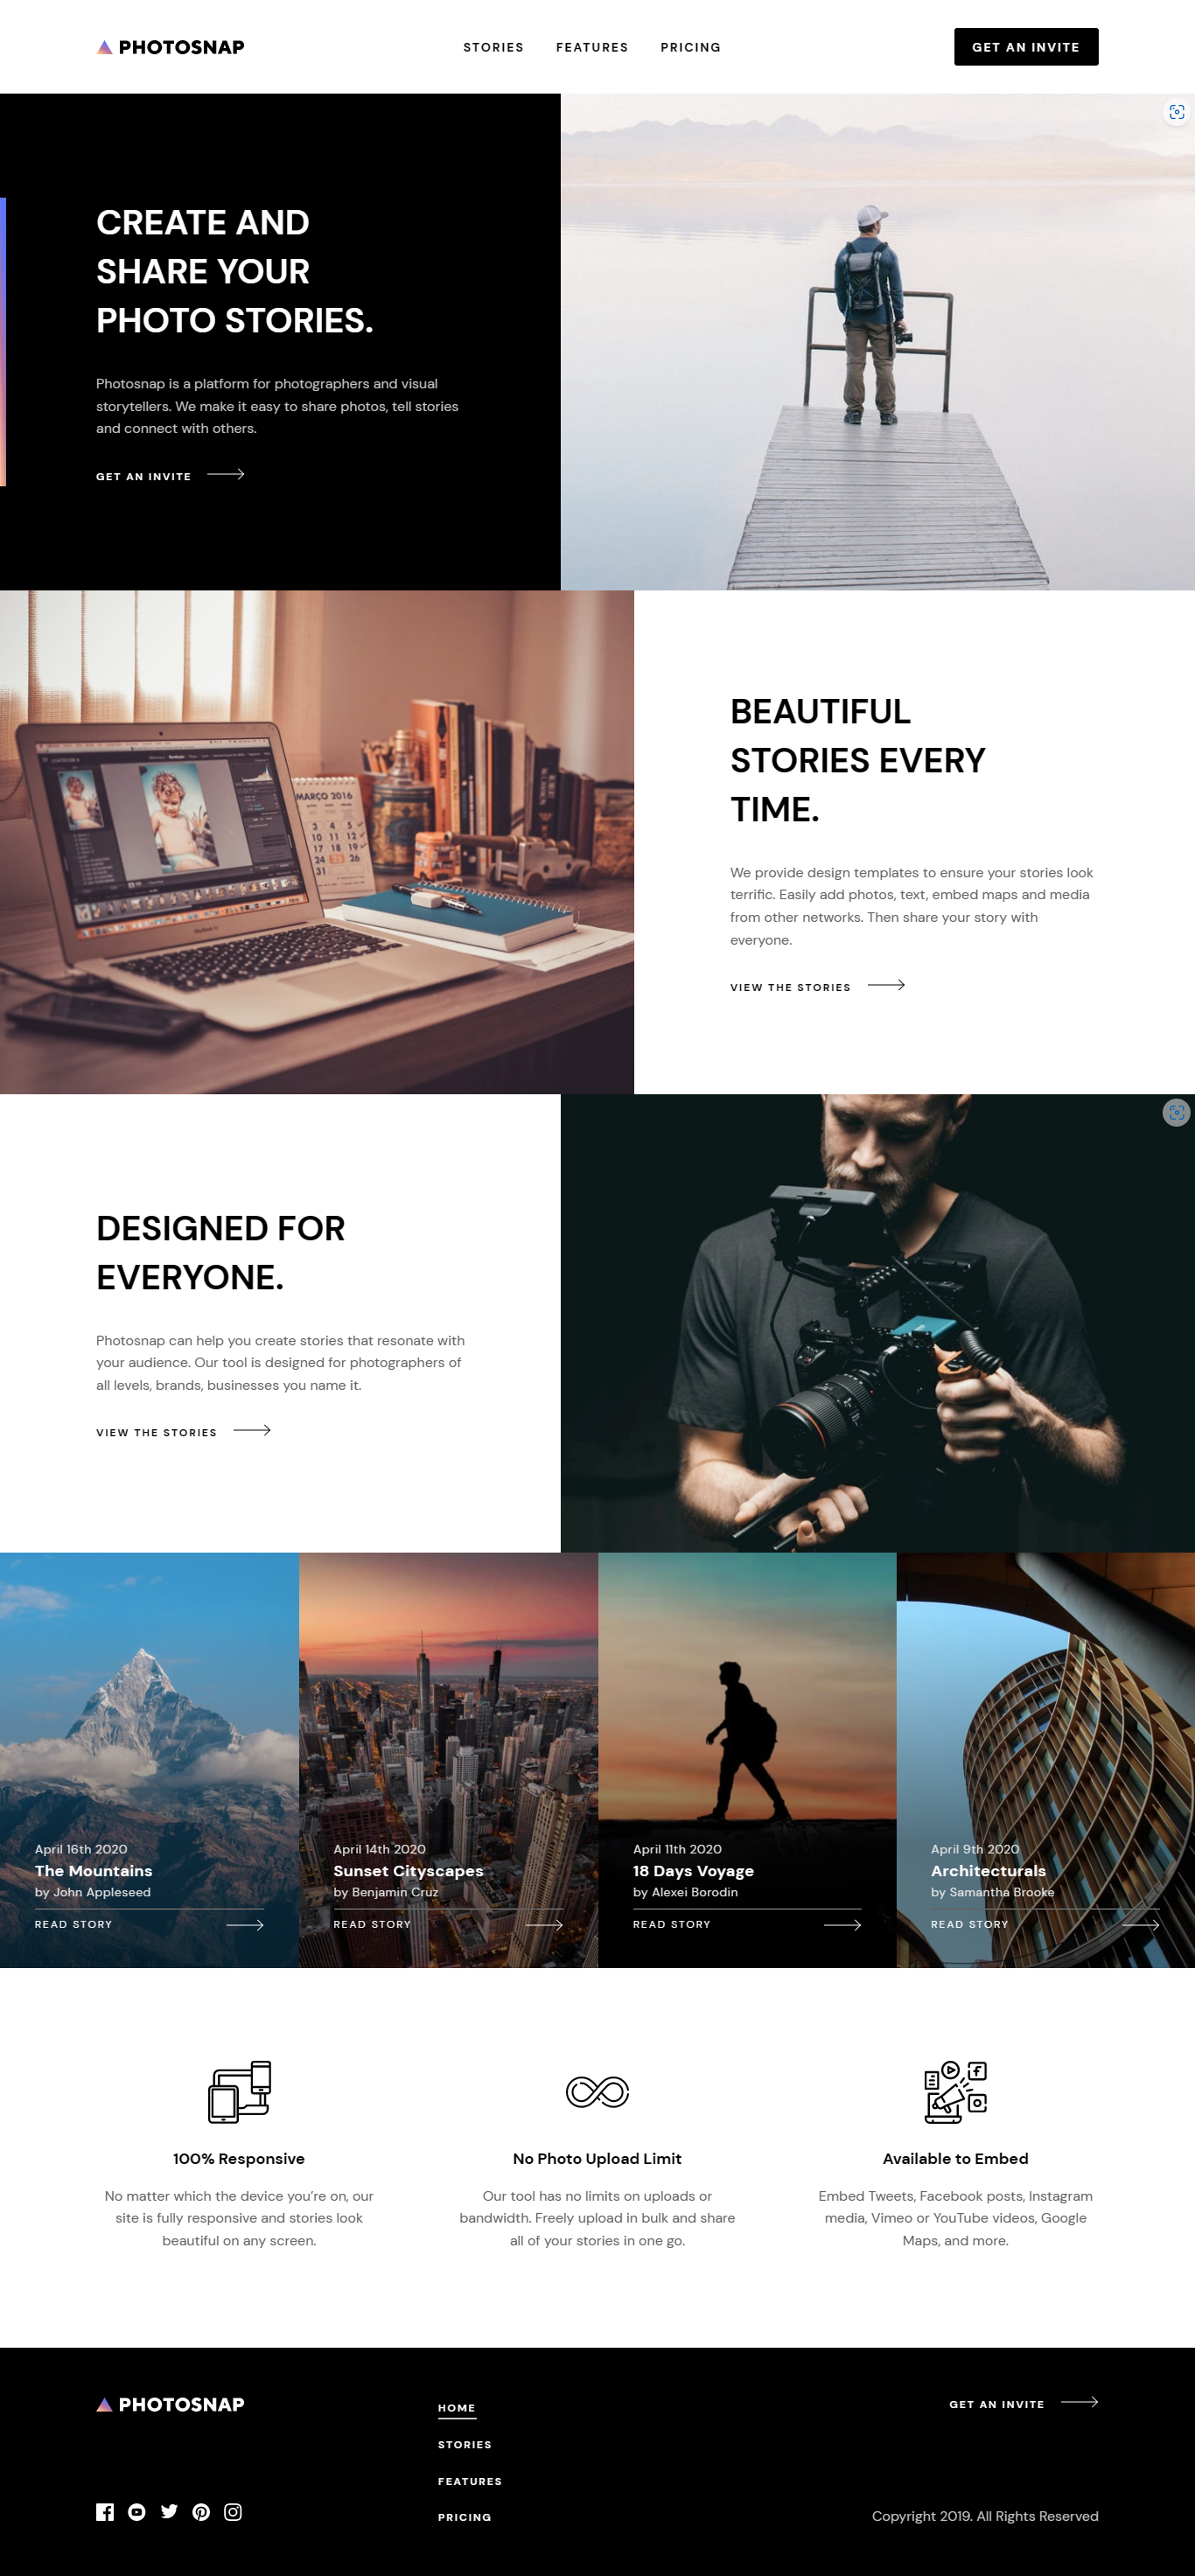 PHOTOSNAP
STORIES FEATURES PRICING
GET AN INVITE
CREATE AND
SHARE YOUR
PHOTO STORIES.
Photosnap is a platform for photographers and visual
storytellers. We make it easy to share photos, tell stories
and connect with others.
GET AN INVITE
MARÇO 2016
BEAUTIFUL
STORIES EVERY
TIME.
We provide design templates to ensure your stories look
terrific. Easily add photos, text, embed maps and media
from other networks. Then share your story with
everyone.
VIEW THE STORIES
DESIGNED FOR
EVERYONE.
Photosnap can help you create stories that resonate with
your audience. Our tool is designed for photographers of
all levels, brands, businesses you name it.
VIEW THE STORIES
April 16th 2020
The Mountains
by John Appleseed
READ STORY
April 14th 2020
Sunset Cityscapes
by Benjamin Cruz
READ STORY
April 11th 2020
18 Days Voyage
by Alexei Borodin
READ STORY
April 9th 2020
Architecturals
by Samantha Brooke
READ STORY
100% Responsive
No matter which the device you’re on, our
site is fully responsive and stories look
beautiful on any screen.
No Photo Upload Limit
Our tool has no limits on uploads or
bandwidth. Freely upload in bulk and share
all of your stories in one go.
Available to Embed
Embed Tweets, Facebook posts, Instagram
media, Vimeo or YouTube videos, Google
Maps, and more.
PHOTOSNAP
HOME
STORIES
FEATURES
PRICING
GET AN INVITE
Copyright 2019. All Rights Reserved